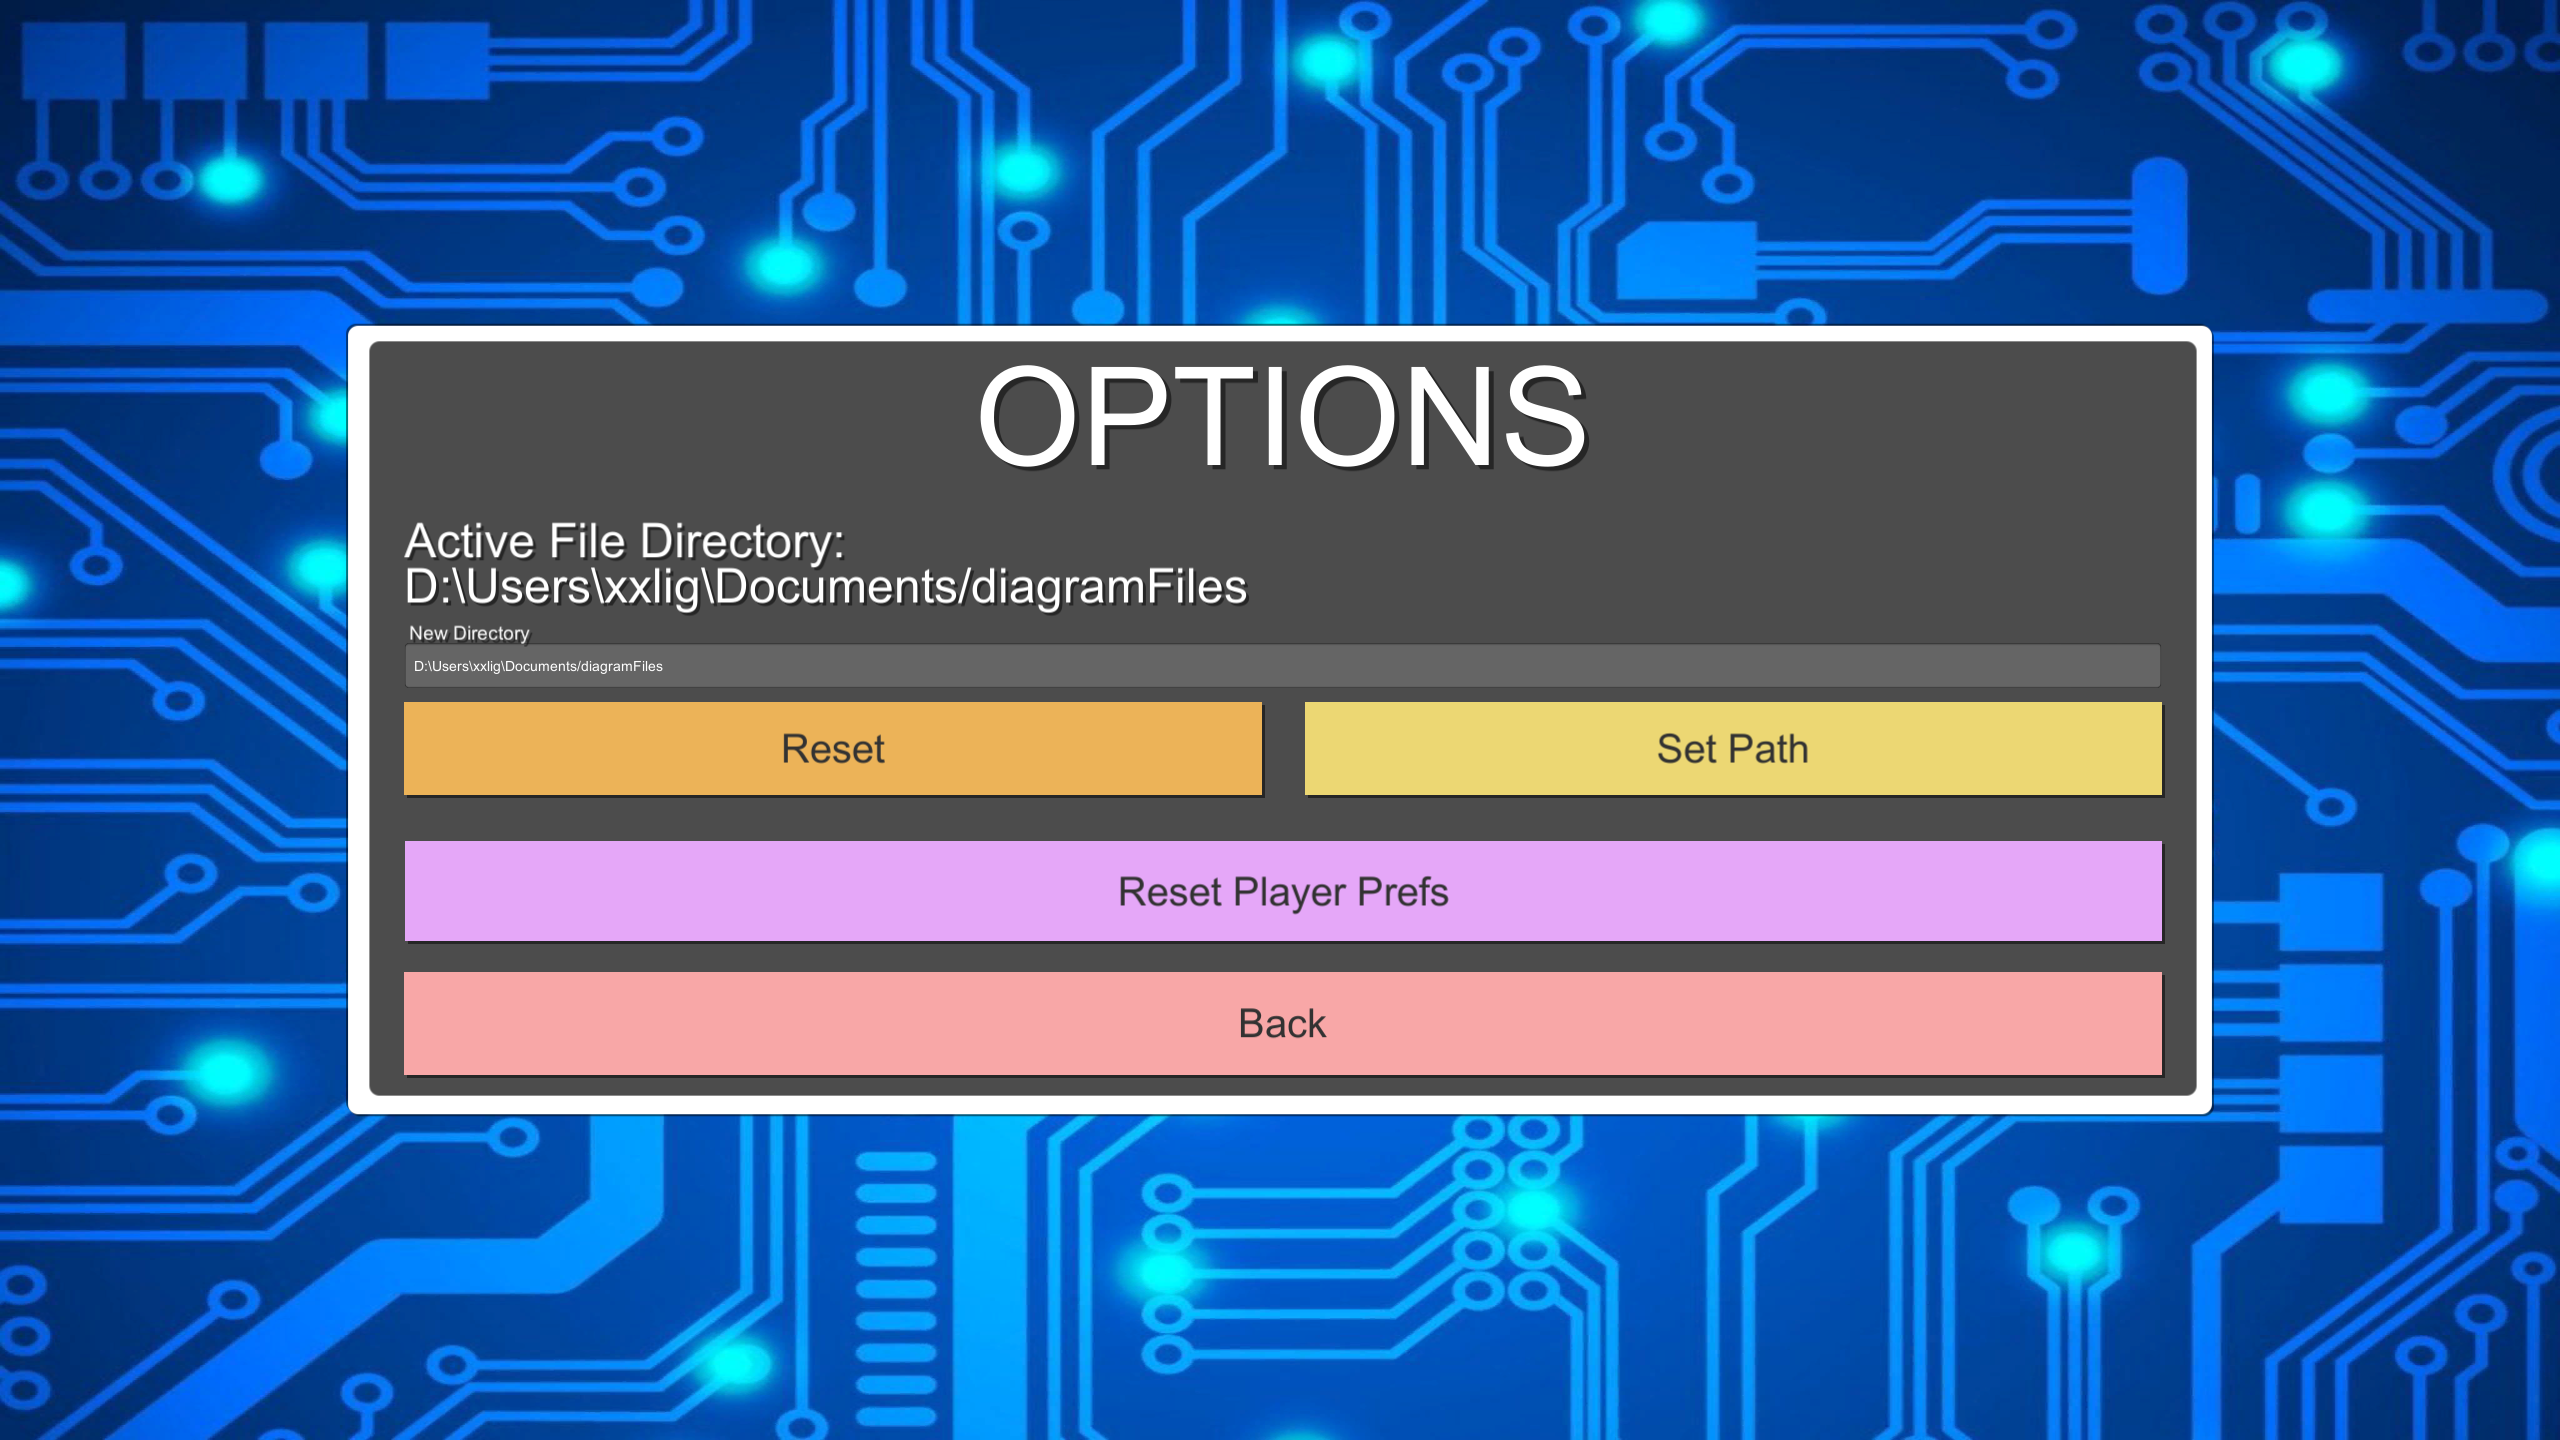 OPTIONS
Active File Directory:
D:\Users\xxlig\Documents/diagramFiles
New Directory
D:\Users\xxlig\Documents/diagramFiles
Reset
Set Path
Reset Player Prefs
Back